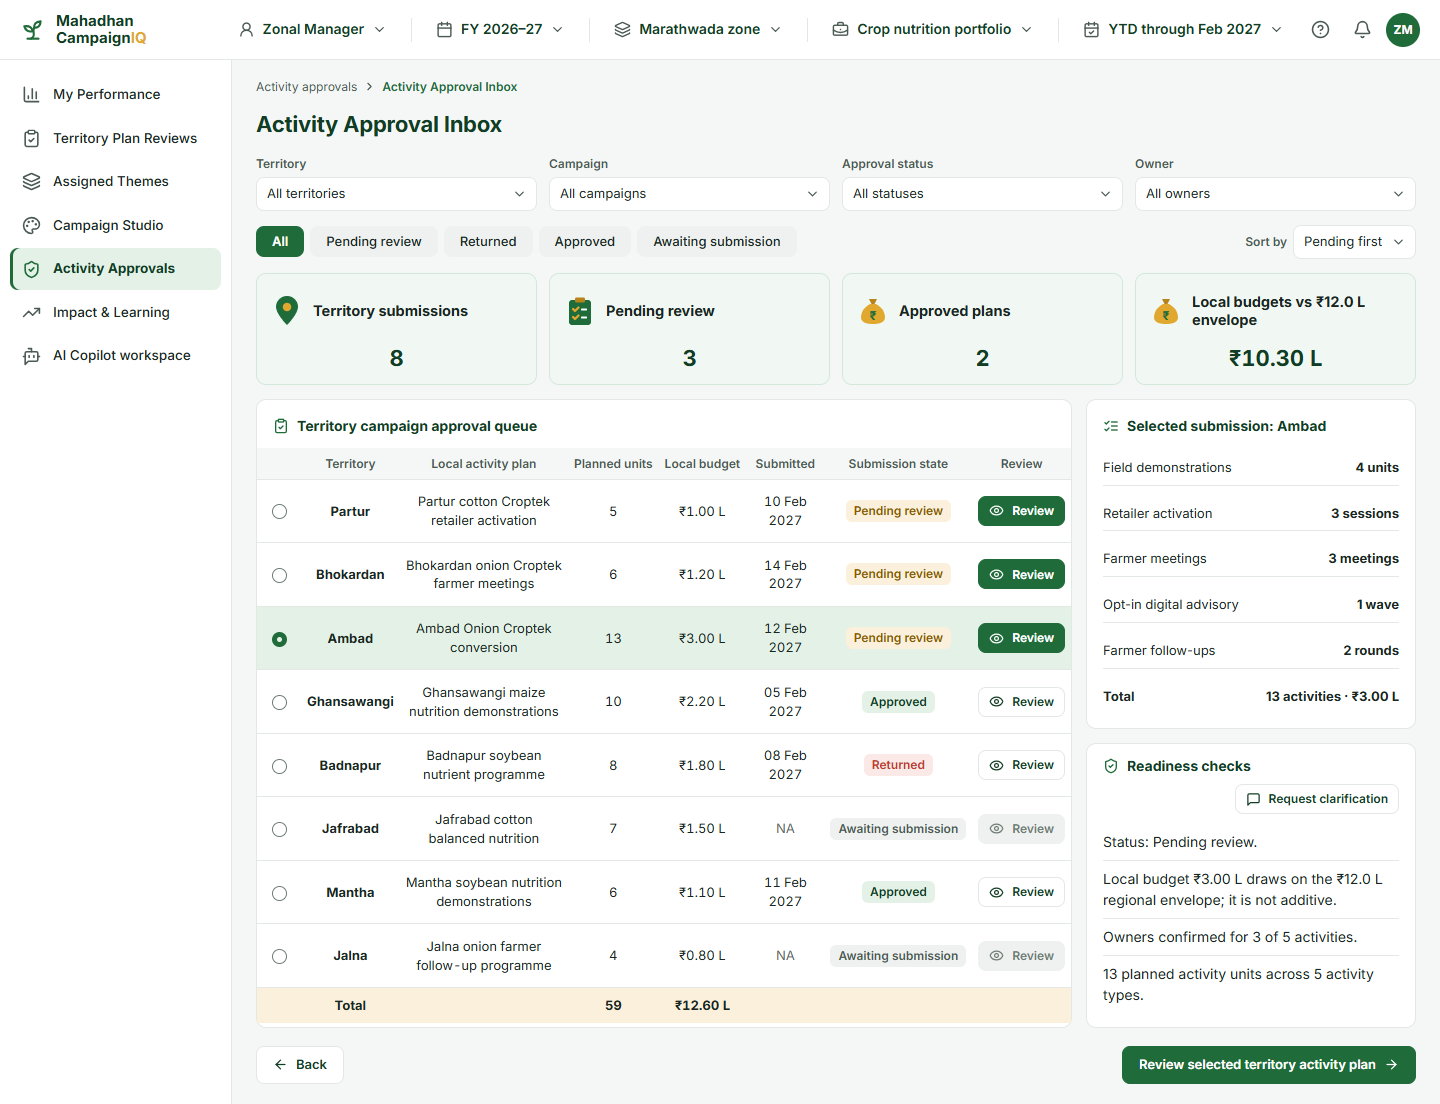 Mahadhan
CampaignIQ
Zonal Manager
FY 2026–27
Marathwada zone
Crop nutrition portfolio
YTD through Feb 2027
ZM
My Performance
Territory Plan Reviews
Assigned Themes
Campaign Studio
Activity Approvals
Impact & Learning
AI Copilot workspace
Activity approvals > Activity Approval Inbox
Activity Approval Inbox
Territory
Campaign
Approval status
Owner
All territories
All campaigns
All statuses
All owners
All
Pending review
Returned
Approved
Awaiting submission
Sort by
Pending first
Territory submissions
8
Pending review
3
₹
Approved plans
2
₹
Local budgets vs ₹12.0 L
envelope
₹10.30 L
Territory campaign approval queue
Territory
Local activity plan
Planned units
Local budget
Submitted
Submission state
Review
Partur
Partur cotton Croptek
retailer activation
5
₹1.00 L
10 Feb
2027
Pending review
Review
Bhokardan
Bhokardan onion Croptek
farmer meetings
6
₹1.20 L
14 Feb
2027
Pending review
Review
Ambad
Ambad Onion Croptek
conversion
13
₹3.00 L
12 Feb
2027
Pending review
Review
Ghansawangi
Ghansawangi maize
nutrition demonstrations
10
₹2.20 L
05 Feb
2027
Approved
Review
Badnapur
Badnapur soybean
nutrient programme
8
₹1.80 L
08 Feb
2027
Returned
Review
Jafrabad
Jafrabad cotton
balanced nutrition
7
₹1.50 L
NA
Awaiting submission
Review
Mantha
Mantha soybean nutrition
demonstrations
6
₹1.10 L
11 Feb
2027
Approved
Review
Jalna
Jalna onion farmer
follow-up programme
4
₹0.80 L
NA
Awaiting submission
Review
Total
59
₹12.60 L
Selected submission: Ambad
Field demonstrations
4 units
Retailer activation
3 sessions
Farmer meetings
3 meetings
Opt-in digital advisory
1 wave
Farmer follow-ups
2 rounds
Total
13 activities · ₹3.00 L
Readiness checks
Request clarification
Status: Pending review.
Local budget ₹3.00 L draws on the ₹12.0 L
regional envelope; it is not additive.
Owners confirmed for 3 of 5 activities.
13 planned activity units across 5 activity
types.
Back
Review selected territory activity plan